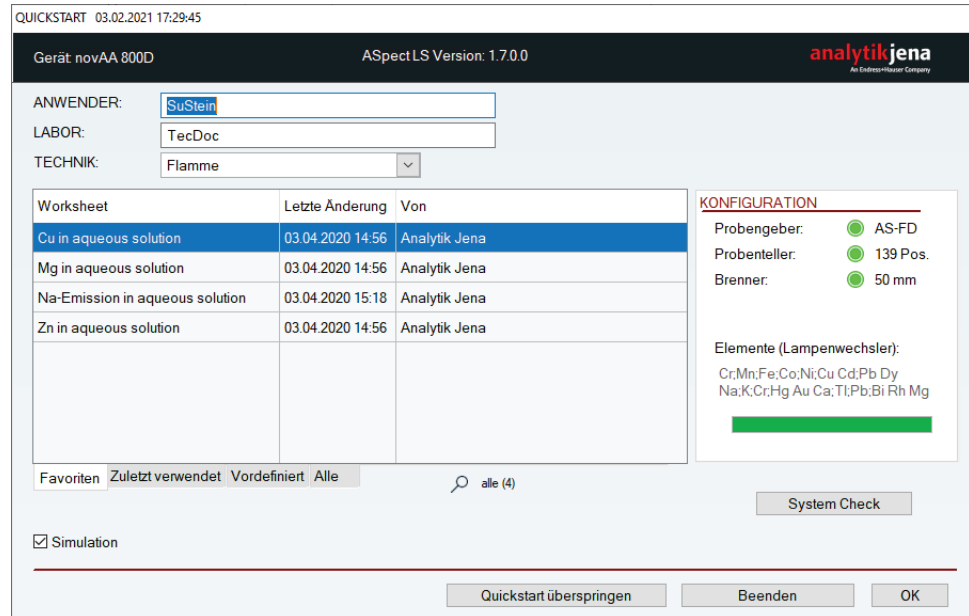 QUICKSTART 03.02.2021 17:29:45
Gerät novAA 800D ASpect LS Version: 1.7.0.0 analytikjena
An Endress+Hauser Company
ANWENDER: SuStein
LABOR: TecDoc
TECHNIK: Flamme
Worksheet Letzte Änderung Von
Cu in aqueous solution 03.04.2020 14:56 Analytik Jena
Mg in aqueous solution 03.04.2020 14:56 Analytik Jena
Na-Emission in aqueous solution 03.04.2020 15:18 Analytik Jena
Zn in aqueous solution 03.04.2020 14:56 Analytik Jena
Favoriten Zuletzt verwendet Vordefiniert Alle alle (4)
KONFIGURATION
Probengeber: AS-FD
Probenteller: 139 Pos.
Brenner: 50 mm
Elemente (Lampenwechsler):
Cr;Mn;Fe;Co;Ni;Cu Cd;Pb Dy
Na;K;Cr;Hg Au Ca;Tl;Pb;Bi Rh Mg
System Check
Simulation
Quickstart überspringen Beenden OK